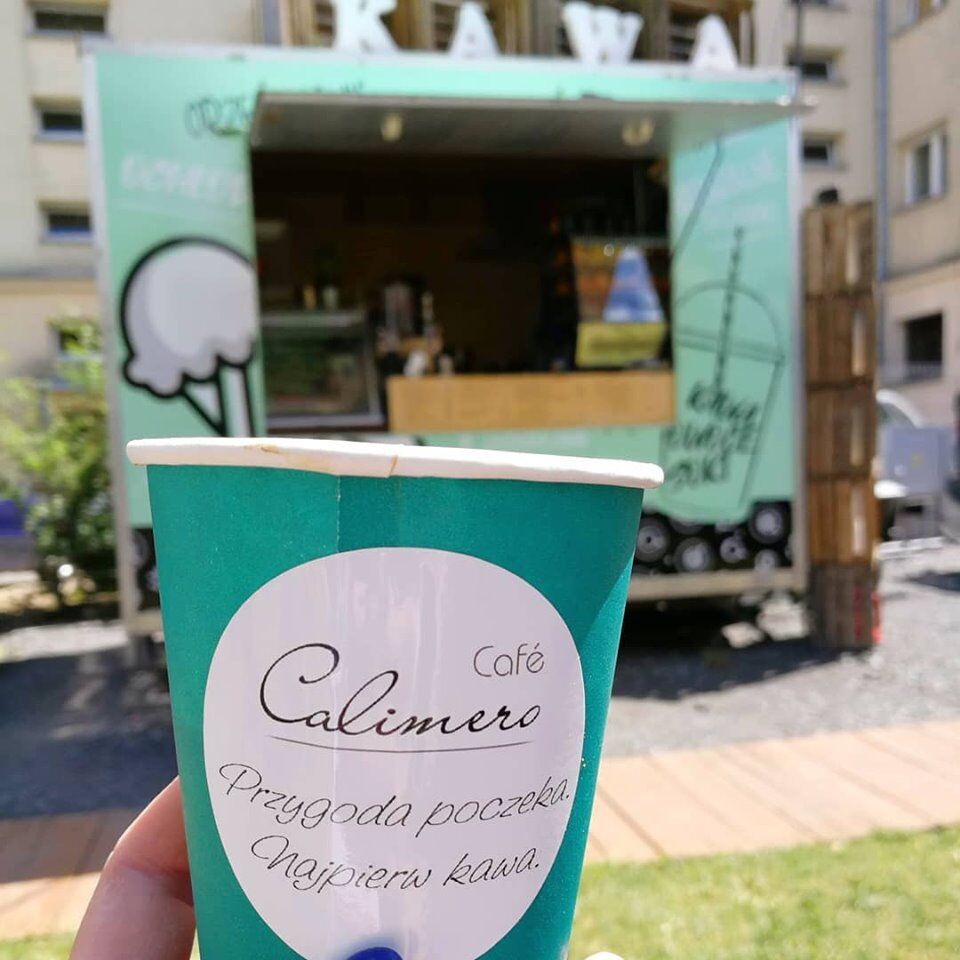 KAWA
Café
Calimero
Przygoda poczeka.
Najpierw kawa.